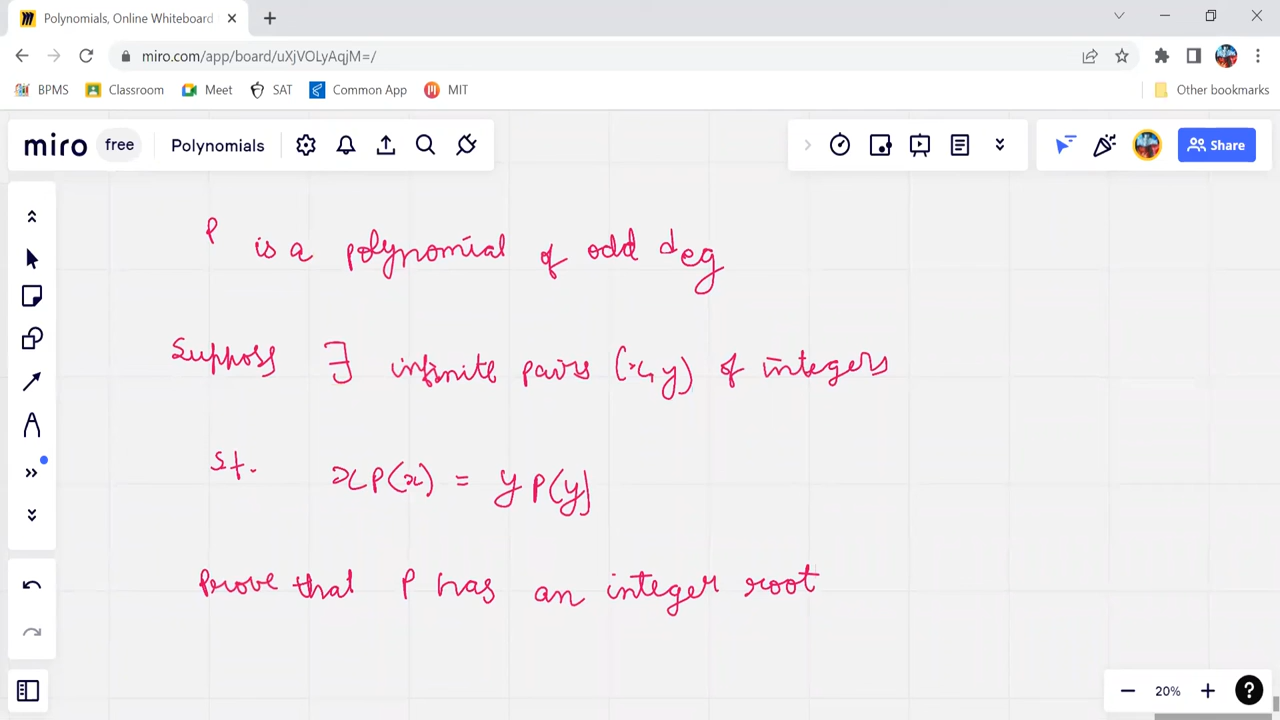 Polynomials, Online Whiteboard
miro.com/app/board/uXjVOLyAqjM=/
BPMS Classroom Meet SAT Common App MIT Other bookmarks
miro free Polynomials Share
P is a polynomial of odd deg
Supposs ∃ infinite pairs (x, y) of integers
st. xP(x) = yP(y)
Prove that P has an integer root
20%